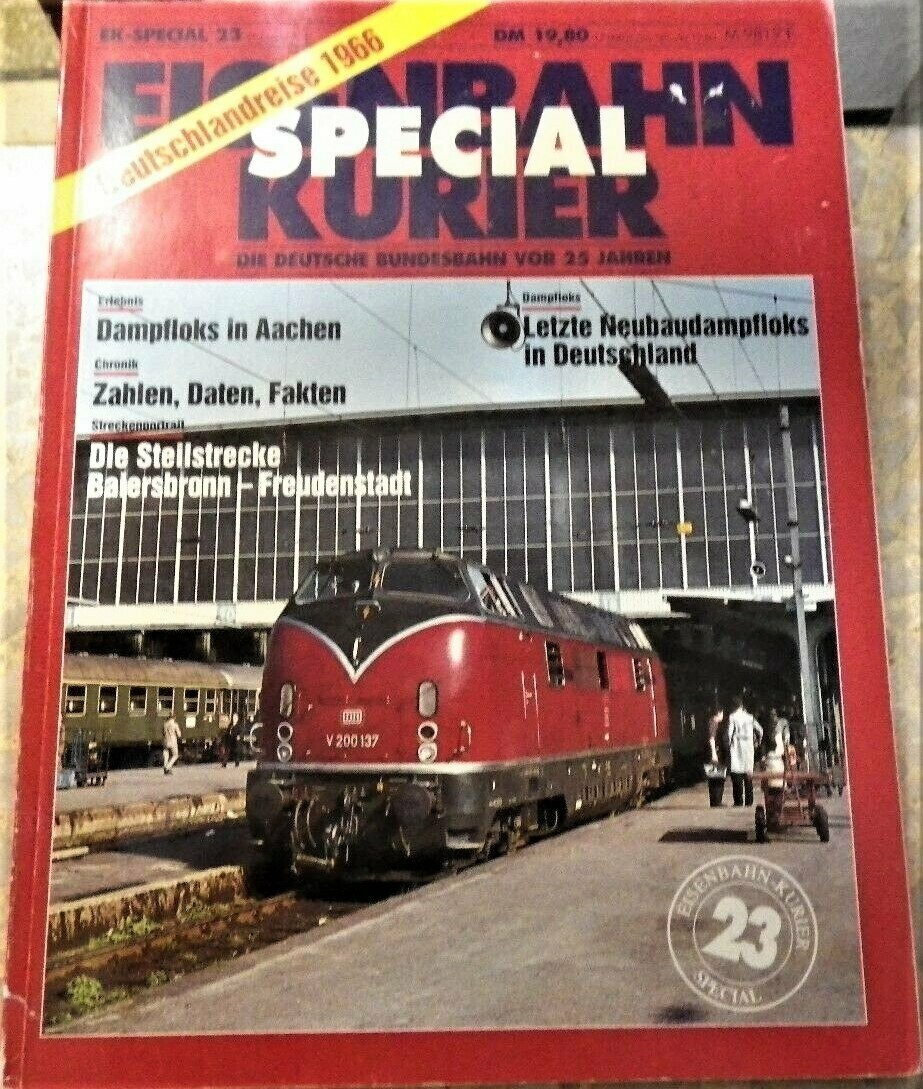 EK-SPECIAL 23
DM 19,80
Deutschlandreise 1966
EISENBAHN
SPECIAL
KURIER
DIE DEUTSCHE BUNDESBAHN VOR 25 JAHREN
Erlebnis
Dampfloks in Aachen
Chronik
Zahlen, Daten, Fakten
Streckenportrait
Die Steilstrecke
Baiersbronn – Freudenstadt
Dampfloks
Letzte Neubaudampfloks
in Deutschland
DB
V 200 137
EISENBAHN-KURIER
23
SPECIAL